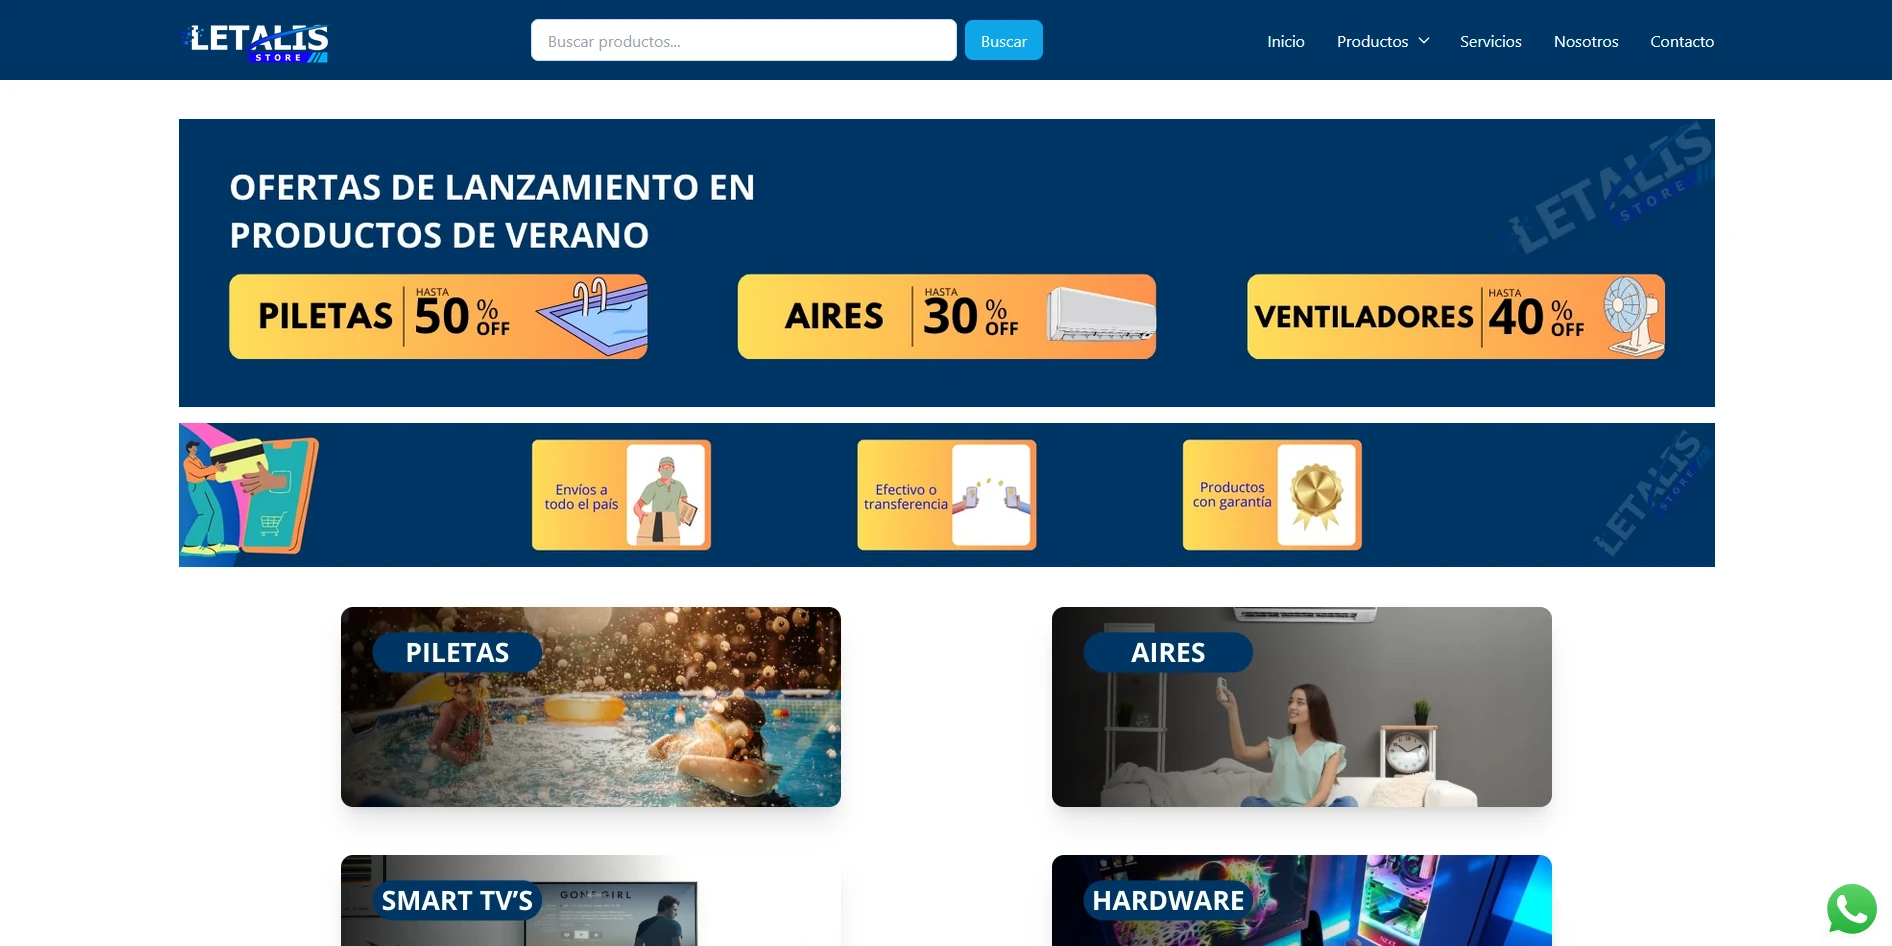 LETALIS
STORE
Buscar productos...
Buscar
Inicio
Productos
Servicios
Nosotros
Contacto
OFERTAS DE LANZAMIENTO EN
PRODUCTOS DE VERANO
LETALIS
STORE
PILETAS
HASTA
50 %
OFF
AIRES
HASTA
30 %
OFF
VENTILADORES
HASTA
40 %
OFF
Envíos a
todo el país
Efectivo o
transferencia
Productos
con garantía
LETALIS
STORE
PILETAS
AIRES
SMART TV'S
GONE GIRL
HARDWARE
NZXT